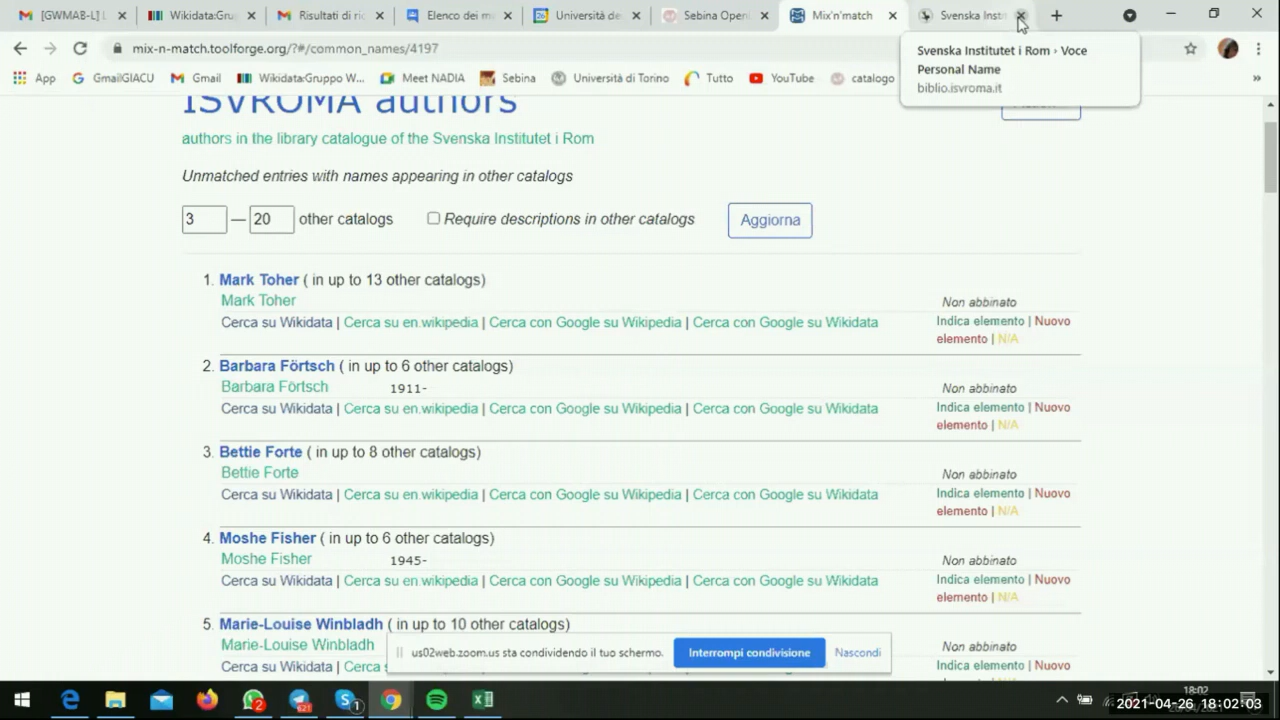 [GWMAB-L] L
Wikidata:Gru
Risultati di ric
Elenco dei m
Università de
Sebina Open
Mix'n'match
Svenska Insti
mix-n-match.toolforge.org/?#/common_names/4197
Svenska Institutet i Rom › Voce
Personal Name
biblio.isvroma.it
App
GmailGIACU
Gmail
Wikidata:Gruppo W...
Meet NADIA
Sebina
Università di Torino
Tutto
YouTube
catalogo
»
ISVROMA authors
authors in the library catalogue of the Svenska Institutet i Rom
Unmatched entries with names appearing in other catalogs
3 — 20 other catalogs Require descriptions in other catalogs Aggiorna
1. Mark Toher ( in up to 13 other catalogs)
Mark Toher Non abbinato
Cerca su Wikidata | Cerca su en.wikipedia | Cerca con Google su Wikipedia | Cerca con Google su Wikidata Indica elemento | Nuovo
elemento | N/A
2. Barbara Förtsch ( in up to 6 other catalogs)
Barbara Förtsch 1911- Non abbinato
Cerca su Wikidata | Cerca su en.wikipedia | Cerca con Google su Wikipedia | Cerca con Google su Wikidata Indica elemento | Nuovo
elemento | N/A
3. Bettie Forte ( in up to 8 other catalogs)
Bettie Forte Non abbinato
Cerca su Wikidata | Cerca su en.wikipedia | Cerca con Google su Wikipedia | Cerca con Google su Wikidata Indica elemento | Nuovo
elemento | N/A
4. Moshe Fisher ( in up to 6 other catalogs)
Moshe Fisher 1945- Non abbinato
Cerca su Wikidata | Cerca su en.wikipedia | Cerca con Google su Wikipedia | Cerca con Google su Wikidata Indica elemento | Nuovo
elemento | N/A
5. Marie-Louise Winbladh ( in up to 10 other catalogs)
Marie-Louise Winbladh Non abbinato
Cerca su Wikidata | Cerca s Indica elemento | Nuovo
us02web.zoom.us sta condividendo il tuo schermo. Interrompi condivisione Nascondi
18:02
2021-04-26 18:02:03